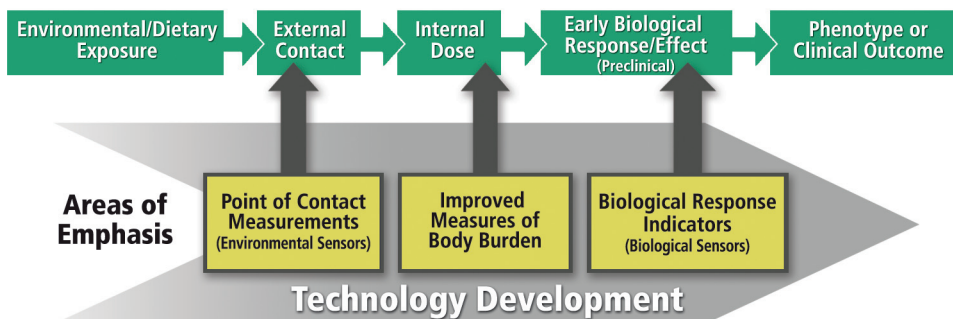 Environmental/Dietary
Exposure
External
Contact
Internal
Dose
Early Biological
Response/Effect
(Preclinical)
Phenotype or
Clinical Outcome
Areas of
Emphasis
Point of Contact
Measurements
(Environmental Sensors)
Improved
Measures of
Body Burden
Biological Response
Indicators
(Biological Sensors)
Technology Development